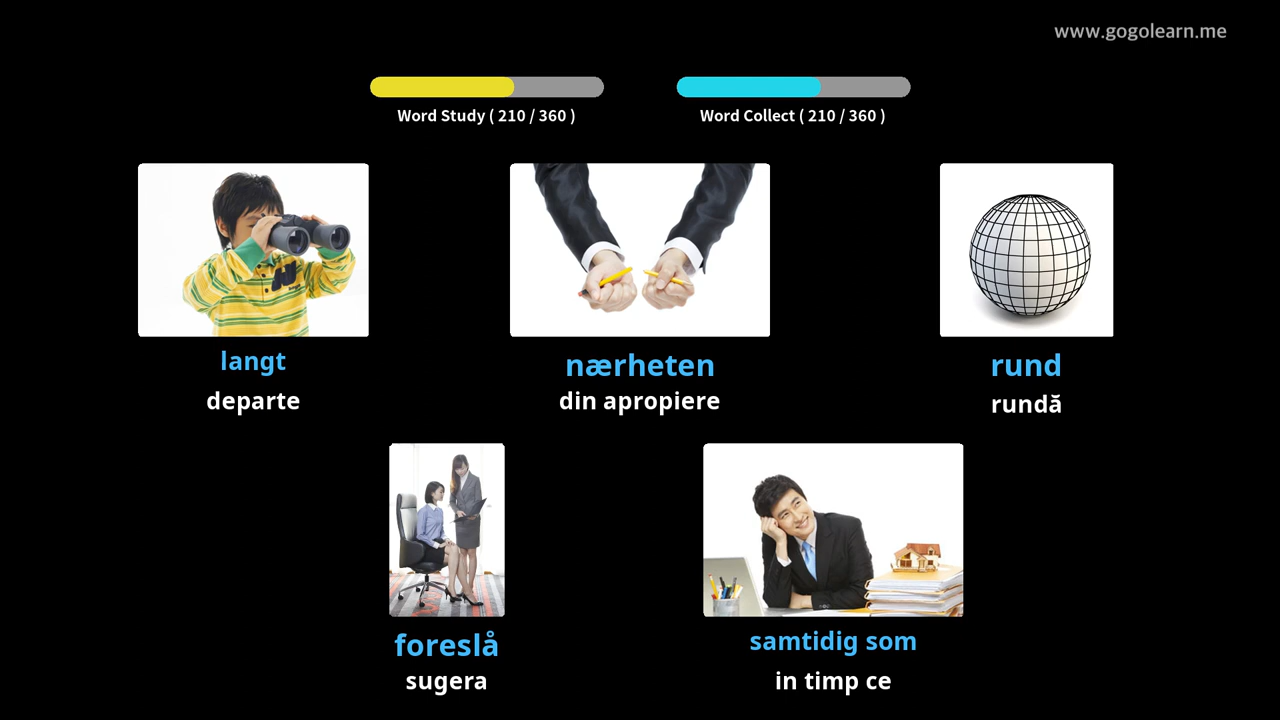 www.gogolearn.me
Word Study ( 210 / 360 )
Word Collect ( 210 / 360 )
langt
departe
nærheten
din apropiere
rund
rundă
foreslå
sugera
samtidig som
in timp ce